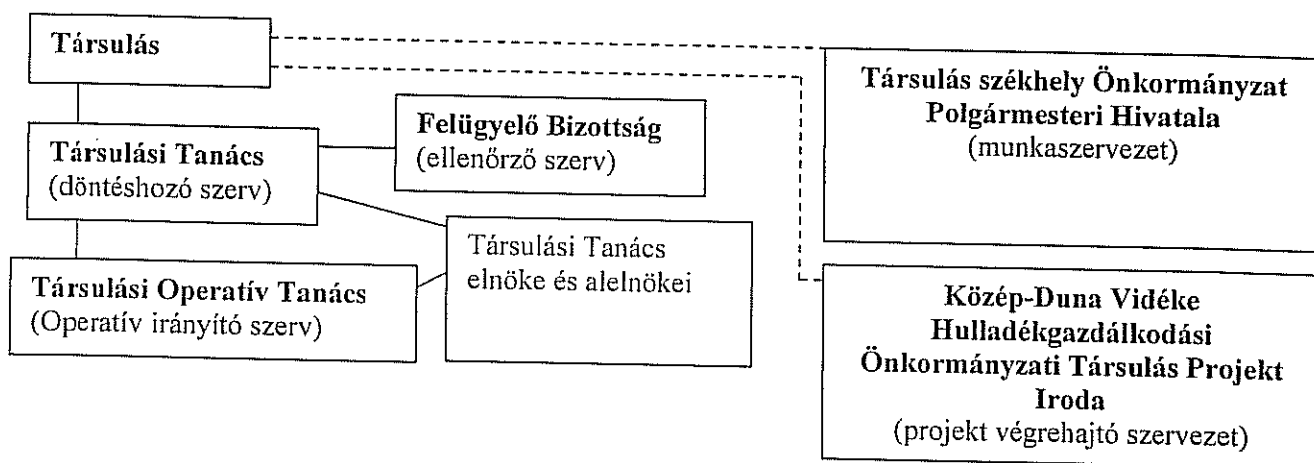 Társulás
Társulási Tanács
(döntéshozó szerv)
Társulási Operatív Tanács
(Operatív irányító szerv)
Felügyelő Bizottság
(ellenőrző szerv)
Társulási Tanács
elnöke és alelnökei
Társulás székhely Önkormányzat
Polgármesteri Hivatala
(munkaszervezet)
Közép-Duna Vidéke
Hulladékgazdálkodási
Önkormányzati Társulás Projekt
Iroda
(projekt végrehajtó szervezet)